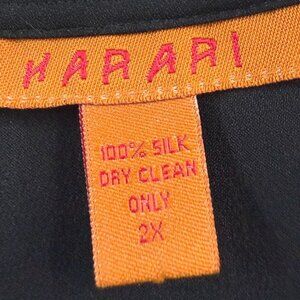 HARARI
100% SILK
DRY CLEAN
ONLY
2X